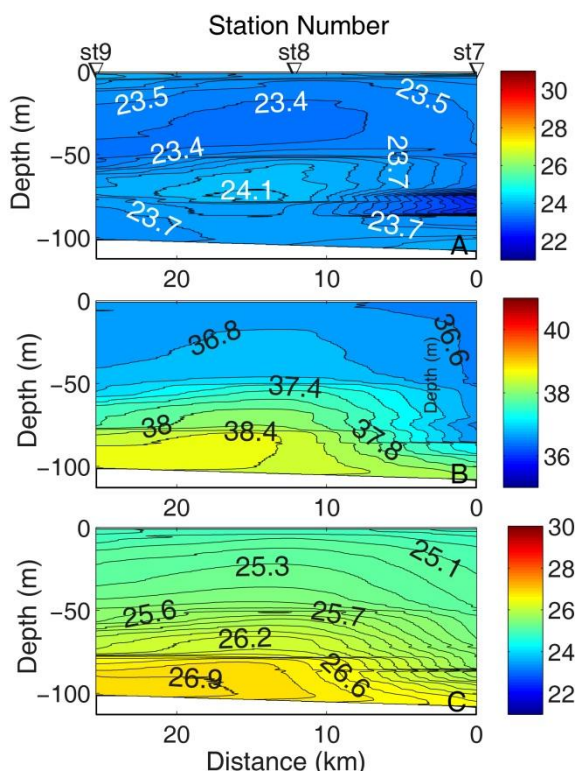 Station Number
st9 st8 st7
0
−50
−100
Depth (m)
23.5 23.4 23.5
23.4 23.7
24.1
23.7 23.7
A
20 10 0
30
28
26
24
22
0
−50
−100
Depth (m)
36.8 36.6
37.4
Depth (m)
38 38.4 37.8
B
20 10 0
40
38
36
0
−50
−100
Depth (m)
25.3 25.1
25.6 25.7
26.2
26.9 26.6
C
20 10 0
Distance (km)
30
28
26
24
22